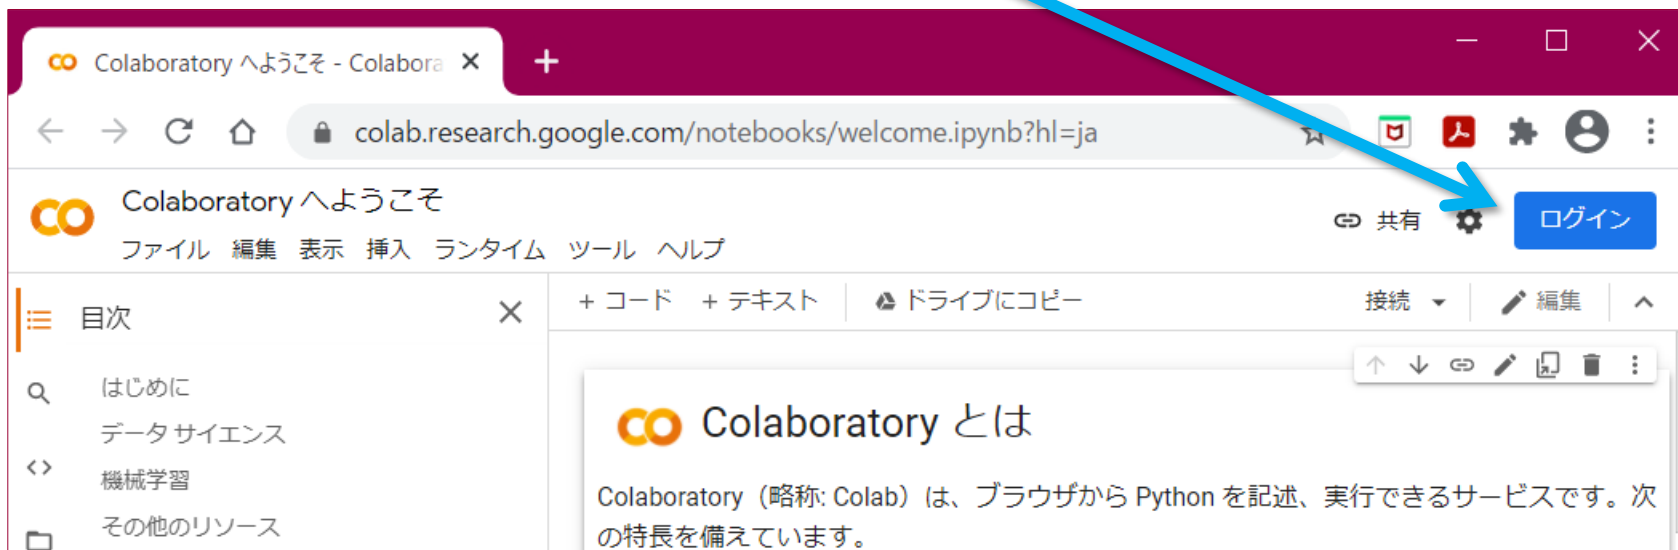 Colaboratory へようこそ - Colabora
colab.research.google.com/notebooks/welcome.ipynb?hl=ja
Colaboratory へようこそ
ファイル 編集 表示 挿入 ランタイム ツール ヘルプ
共有
ログイン
目次
はじめに
データ サイエンス
機械学習
その他のリソース
+ コード + テキスト ドライブにコピー
接続 編集
Colaboratory とは
Colaboratory（略称: Colab）は、ブラウザから Python を記述、実行できるサービスです。次
の特長を備えています。